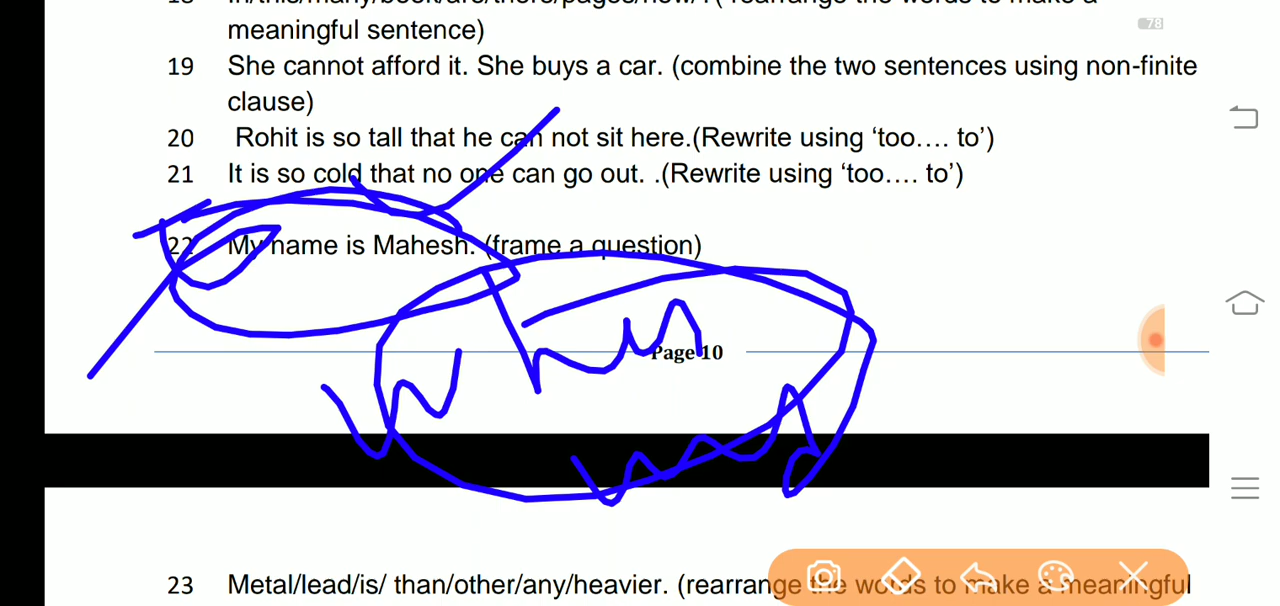 78
meaningful sentence)
19 She cannot afford it. She buys a car. (combine the two sentences using non-finite
clause)
20 Rohit is so tall that he can not sit here.(Rewrite using ‘too…. to’)
21 It is so cold that no one can go out. .(Rewrite using ‘too…. to’)
22 My name is Mahesh. (frame a question)
Page 10
23 Metal/lead/is/ than/other/any/heavier. (rearrange the words to make a meaningful